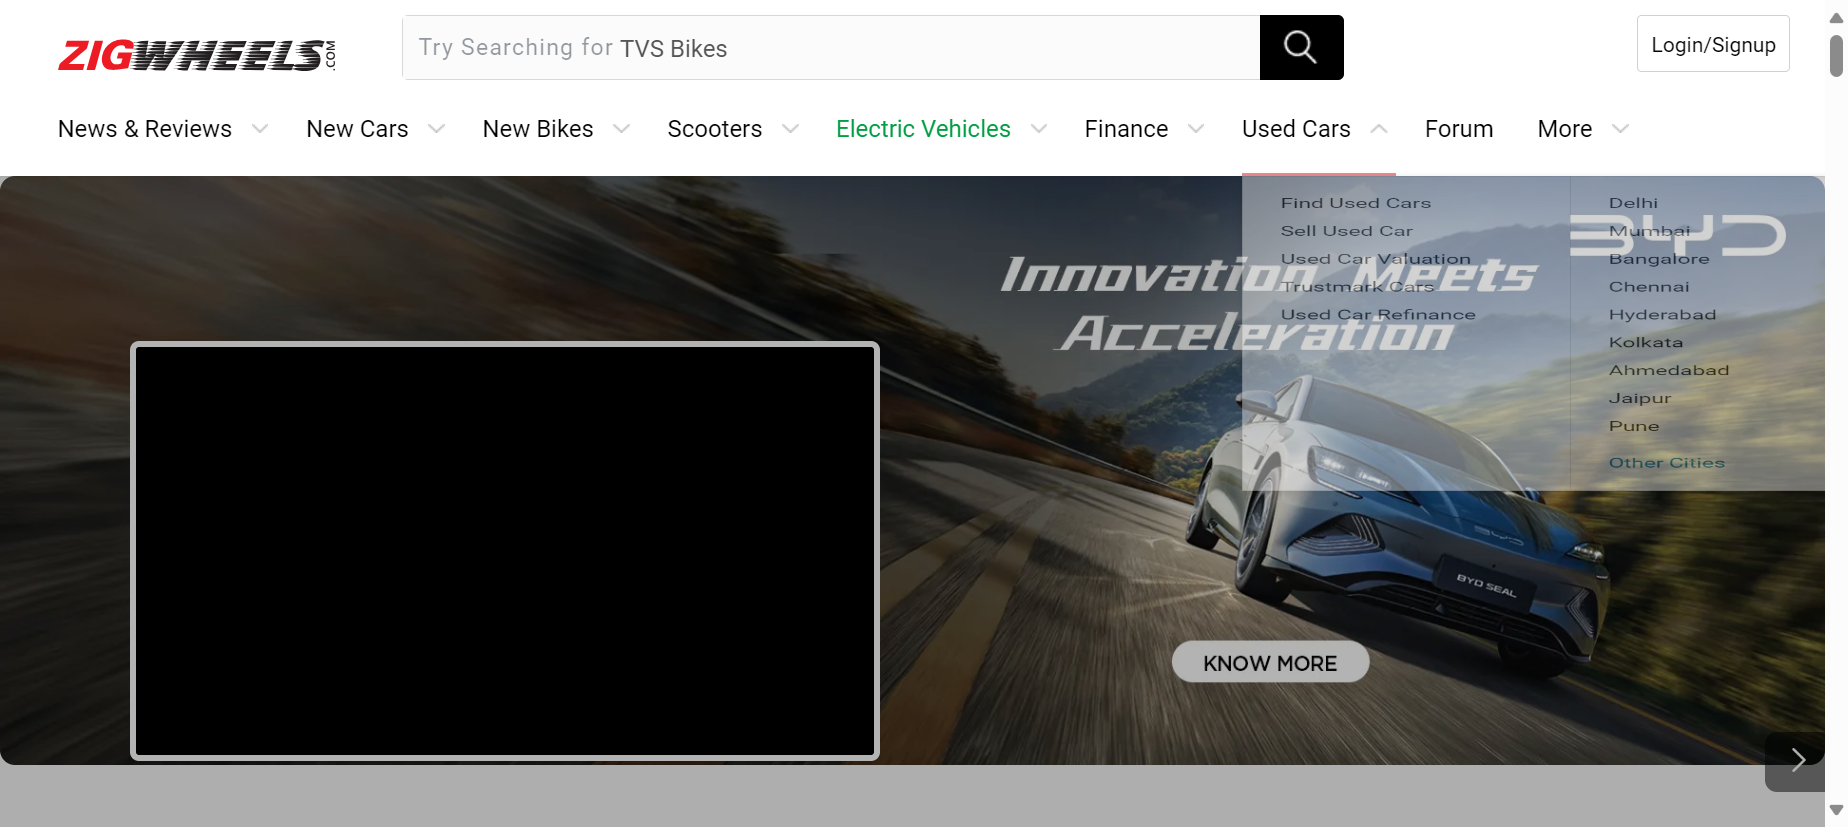 ZIGWHEELS.COM
Try Searching for TVS Bikes
Login/Signup
News & Reviews
New Cars
New Bikes
Scooters
Electric Vehicles
Finance
Used Cars
Forum
More
Find Used Cars
Sell Used Car
Used Car Valuation
Trustmark Cars
Used Car Refinance
Delhi
Mumbai
Bangalore
Chennai
Hyderabad
Kolkata
Ahmedabad
Jaipur
Pune
Other Cities
BYD
Innovation Meets
Acceleration
BYD
BYD SEAL
KNOW MORE